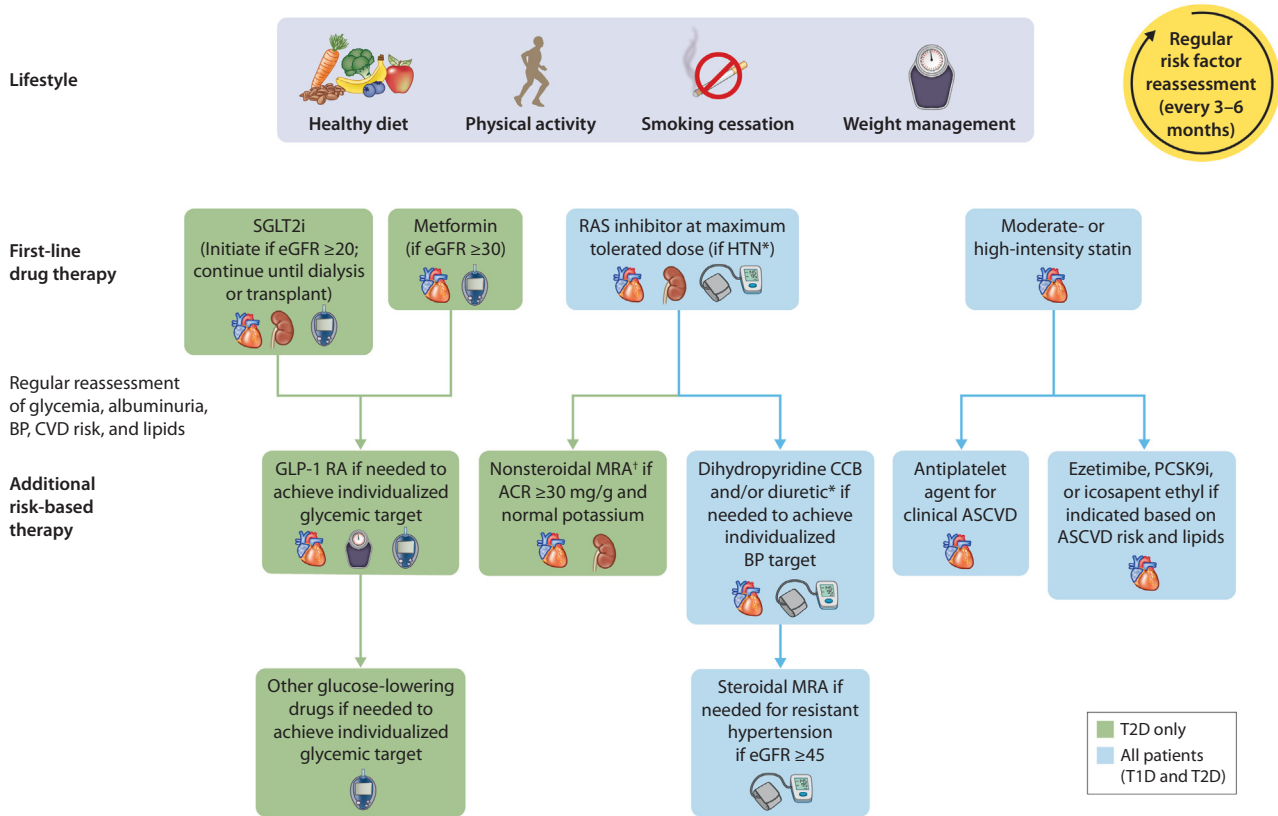 Lifestyle
Healthy diet
Physical activity
Smoking cessation
Weight management
Regular
risk factor
reassessment
(every 3–6
months)
First-line
drug therapy
SGLT2i
(Initiate if eGFR ≥20;
continue until dialysis
or transplant)
Metformin
(if eGFR ≥30)
RAS inhibitor at maximum
tolerated dose (if HTN*)
Moderate- or
high-intensity statin
Regular reassessment
of glycemia, albuminuria,
BP, CVD risk, and lipids
Additional
risk-based
therapy
GLP-1 RA if needed to
achieve individualized
glycemic target
Nonsteroidal MRA† if
ACR ≥30 mg/g and
normal potassium
Dihydropyridine CCB
and/or diuretic* if
needed to achieve
individualized
BP target
Antiplatelet
agent for
clinical ASCVD
Ezetimibe, PCSK9i,
or icosapent ethyl if
indicated based on
ASCVD risk and lipids
Other glucose-lowering
drugs if needed to
achieve individualized
glycemic target
Steroidal MRA if
needed for resistant
hypertension
if eGFR ≥45
T2D only
All patients
(T1D and T2D)